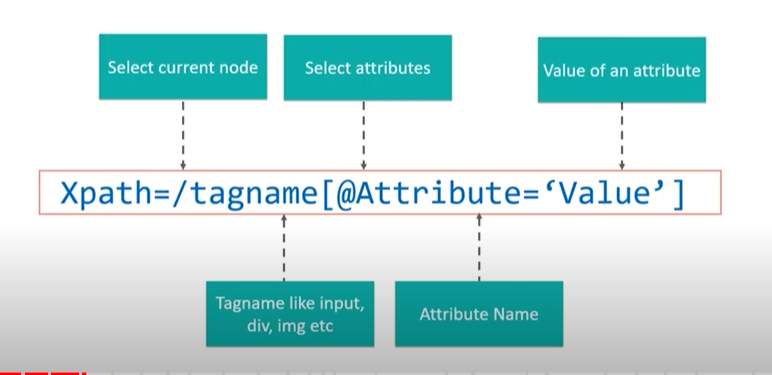 Select current node
Select attributes
Value of an attribute
Xpath=/tagname[@Attribute=‘Value’]
Tagname like input,
div, img etc
Attribute Name